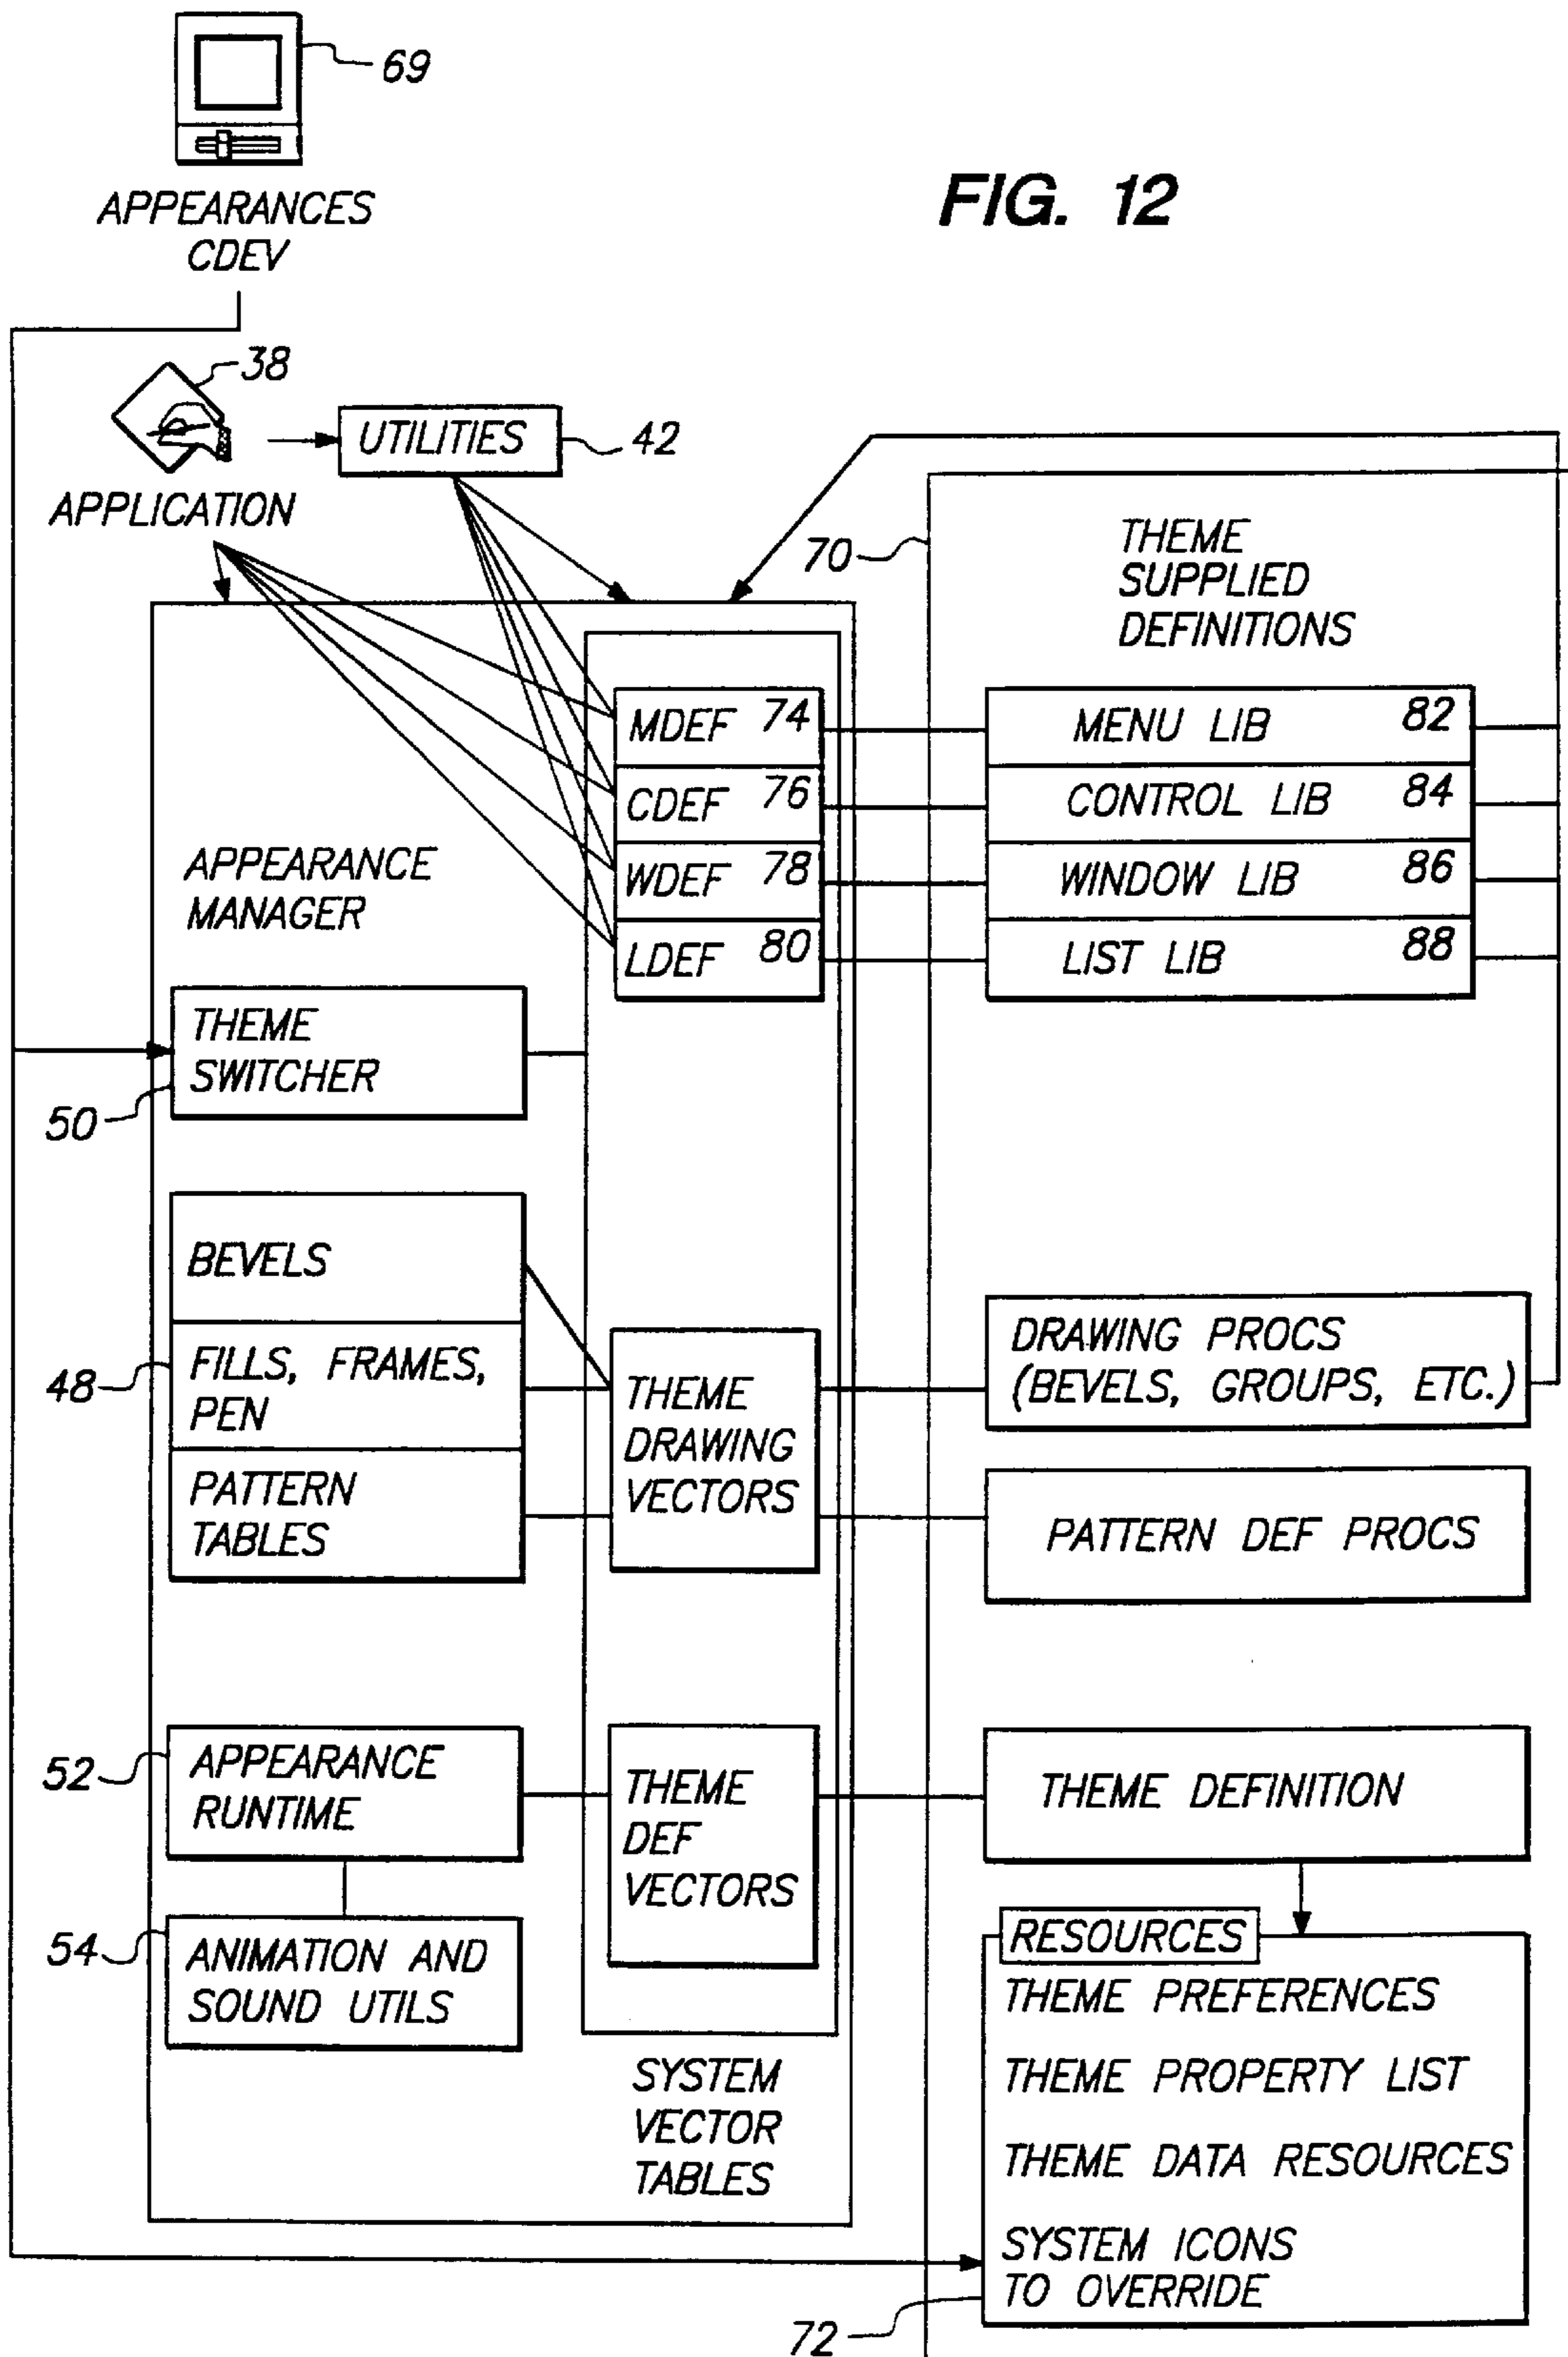 69
APPEARANCES
CDEV
FIG. 12
38
UTILITIES
42
APPLICATION
70
THEME
SUPPLIED
DEFINITIONS
MDEF 74
MENU LIB 82
CDEF 76
CONTROL LIB 84
WDEF 78
WINDOW LIB 86
LDEF 80
LIST LIB 88
APPEARANCE
MANAGER
THEME
SWITCHER
50
BEVELS
48
FILLS, FRAMES,
PEN
PATTERN
TABLES
THEME
DRAWING
VECTORS
DRAWING PROCS
(BEVELS, GROUPS, ETC.)
PATTERN DEF PROCS
52
APPEARANCE
RUNTIME
54
ANIMATION AND
SOUND UTILS
THEME
DEF
VECTORS
THEME DEFINITION
SYSTEM
VECTOR
TABLES
RESOURCES
THEME PREFERENCES
THEME PROPERTY LIST
THEME DATA RESOURCES
SYSTEM ICONS
TO OVERRIDE
72